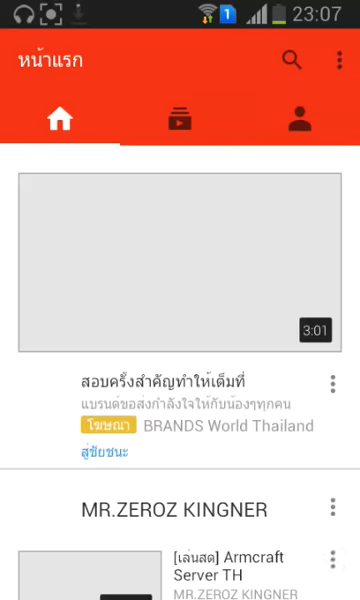 23:07
หน้าแรก
3:01
สอบครั้งสำคัญทำให้เต็มที่
แบรนด์ขอส่งกำลังใจให้กับน้องๆทุกคน
โฆษณา BRANDS World Thailand
สู่ชัยชนะ
MR.ZEROZ KINGNER
[เล่นสด] Armcraft
Server TH
MR.ZEROZ KINGNER